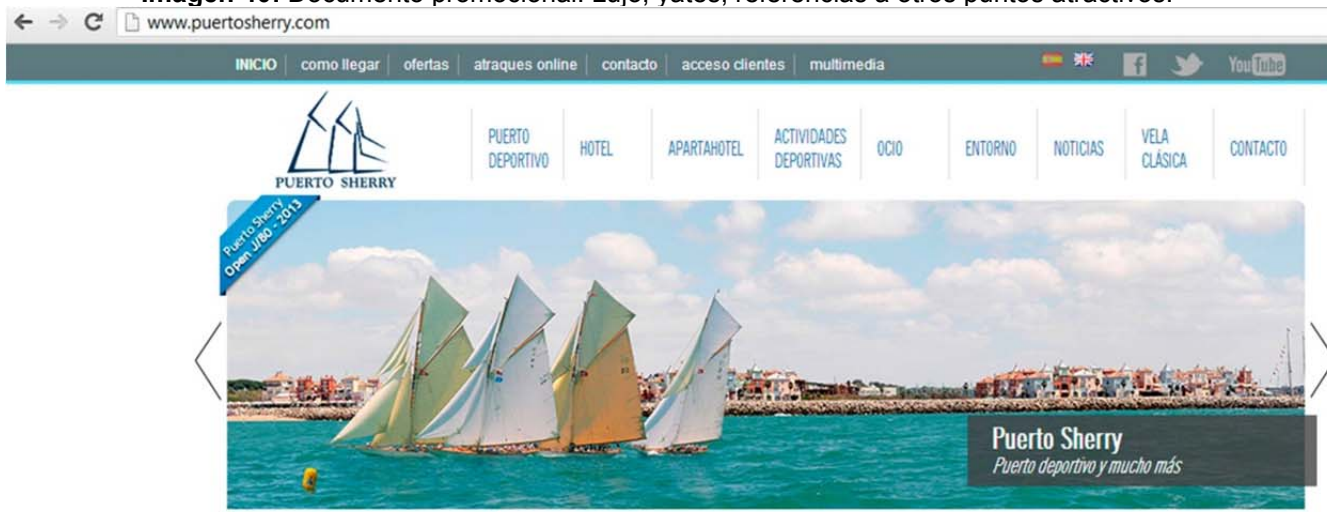 Imagen 10. Documento promocional. Lujo, yates, referencias a otros puntos atractivos.
www.puertosherry.com
INICIO como llegar ofertas atraques online contacto acceso clientes multimedia
You Tube
PUERTO SHERRY
PUERTO DEPORTIVO
HOTEL
APARTAHOTEL
ACTIVIDADES DEPORTIVAS
OCIO
ENTORNO
NOTICIAS
VELA CLÁSICA
CONTACTO
Puerto Sherry
Open J/80 - 2013
Puerto Sherry
Puerto deportivo y mucho más